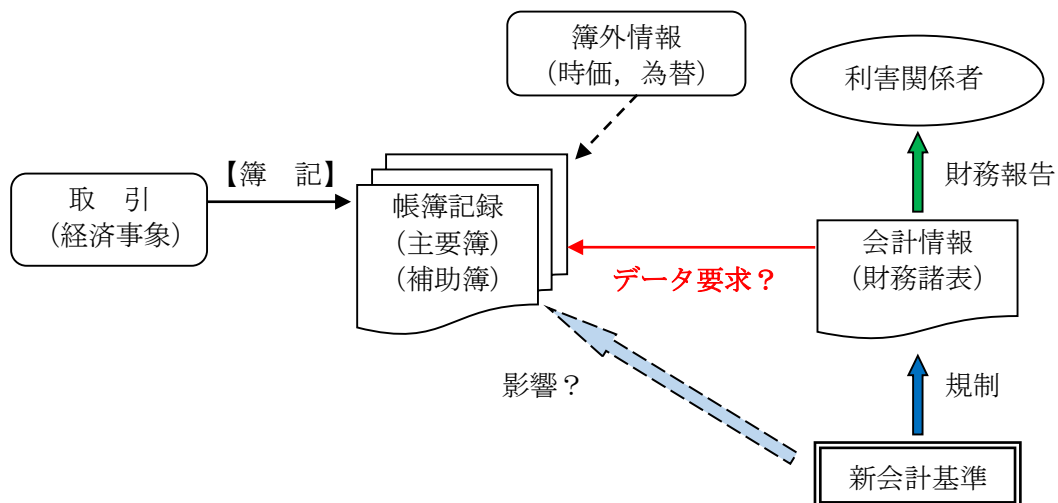 簿外情報
（時価，為替）
利害関係者
【簿　記】
財務報告
取　引
（経済事象）
帳簿記録
（主要簿）
（補助簿）
会計情報
（財務諸表）
データ要求？
影響？
規制
新会計基準